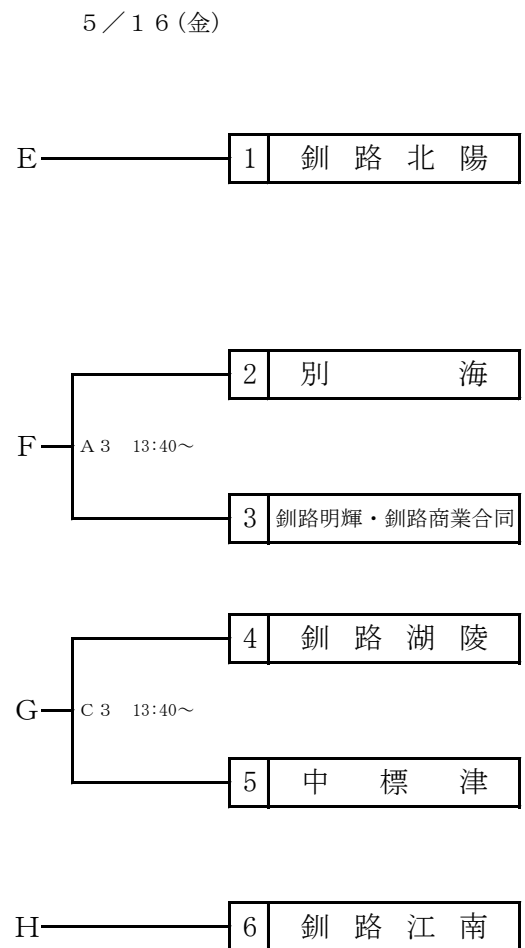 5／16(金)
E 1 釧路北陽
2 別海
F A3 13:40～
3 釧路明輝・釧路商業合同
4 釧路湖陵
G C3 13:40～
5 中標津
H 6 釧路江南